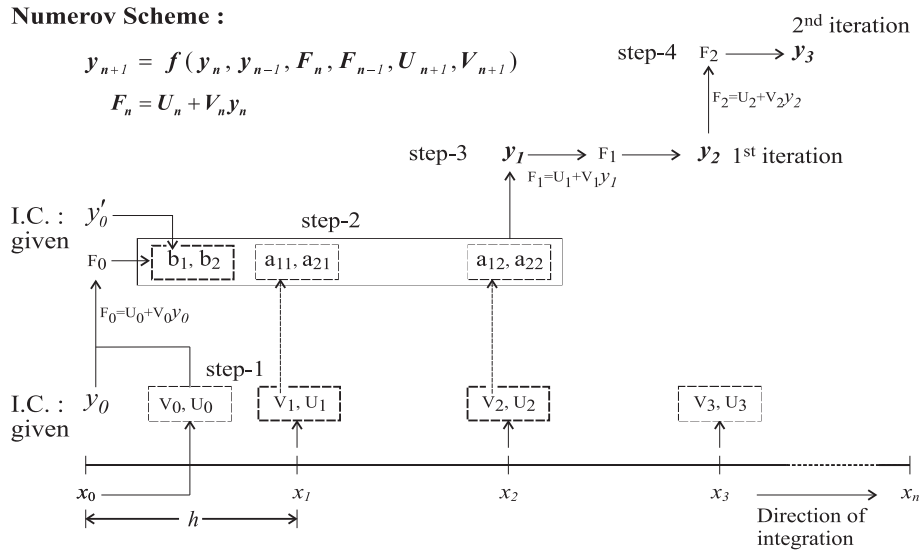 Numerov Scheme :
2nd iteration
y_{n+1} = f ( y_n , y_{n-1} , F_n , F_{n-1} , U_{n+1} , V_{n+1} )
step-4 F₂ y₃
F_n = U_n + V_n y_n
F₂=U₂+V₂y₂
step-3 y₁ F₁ y₂ 1st iteration
F₁=U₁+V₁y₁
I.C. : y′₀
given
step-2
F₀ b₁, b₂ a₁₁, a₂₁ a₁₂, a₂₂
F₀=U₀+V₀y₀
step-1
I.C. : y₀ V₀, U₀ V₁, U₁ V₂, U₂ V₃, U₃
given
x₀ x₁ x₂ x₃ x_n
h
Direction of
integration